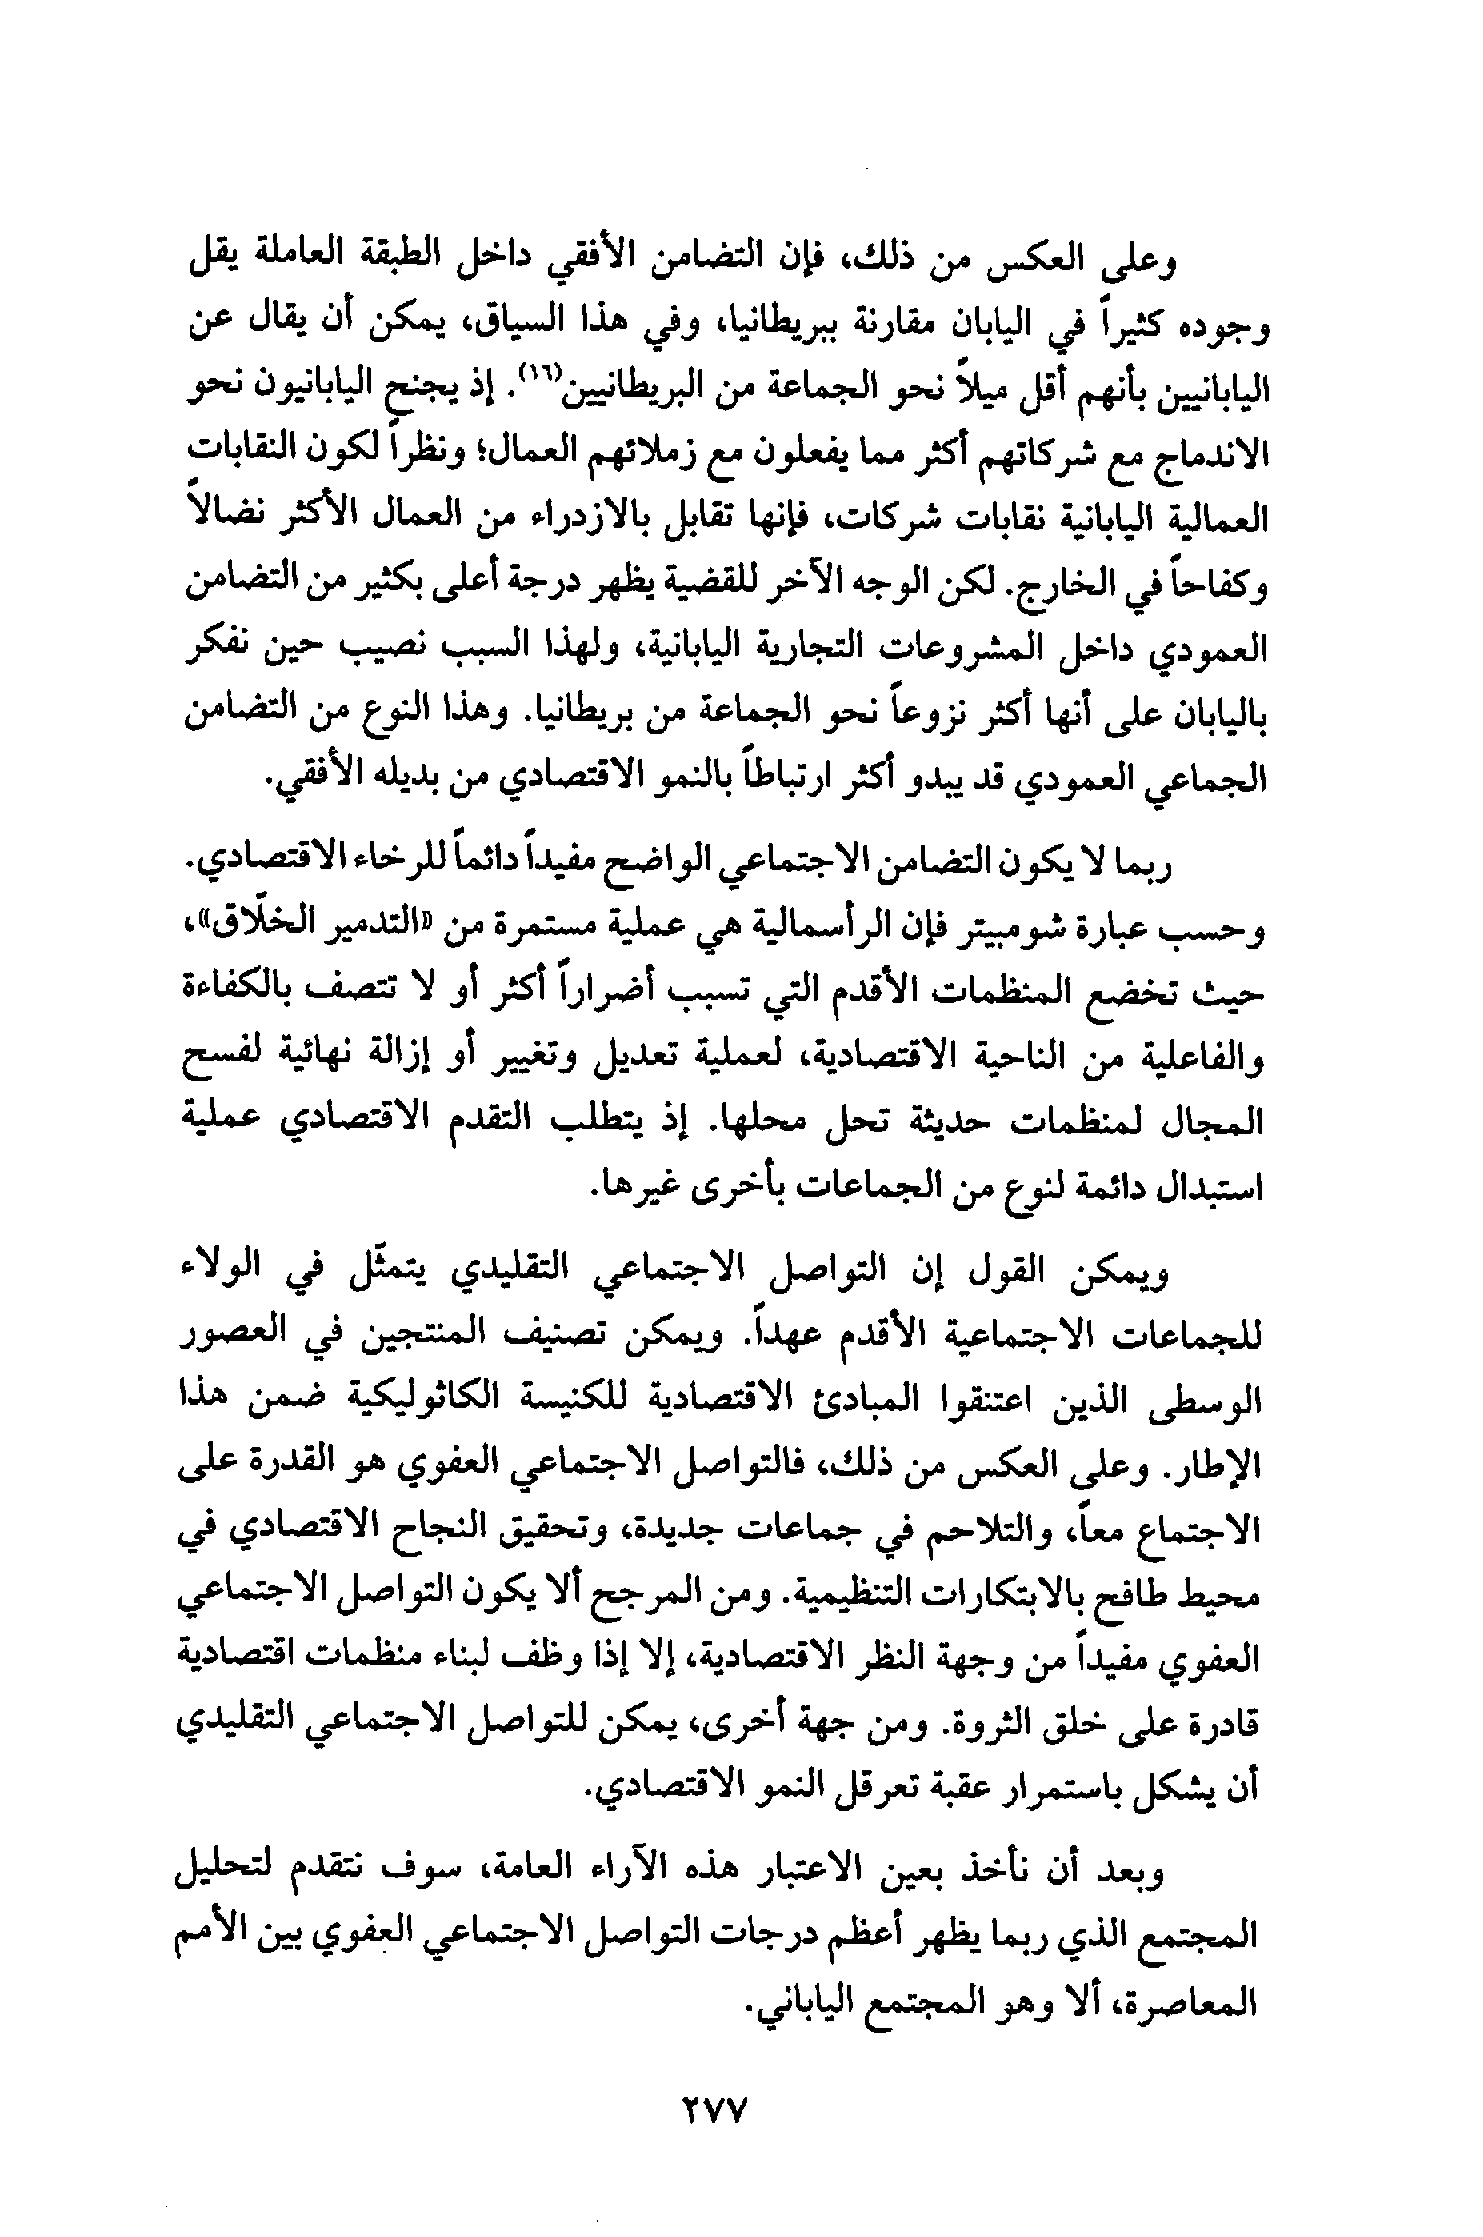 وعلى العكس من ذلك، فإن التضامن الأفقي داخل الطبقة العاملة يقل
وجوده كثيراً في اليابان مقارنة ببريطانيا، وفي هذا السياق، يمكن أن يقال عن
اليابانيين بأنهم أقل ميلاً نحو الجماعة من البريطانيين(١٦). إذ يجنح اليابانيون نحو
الاندماج مع شركاتهم أكثر مما يفعلون مع زملائهم العمال؛ ونظراً لكون النقابات
العمالية اليابانية نقابات شركات، فإنها تقابل بالازدراء من العمال الأكثر نضالاً
وكفاحاً في الخارج. لكن الوجه الآخر للقضية يظهر درجة أعلى بكثير من التضامن
العمودي داخل المشروعات التجارية اليابانية، ولهذا السبب نصيب حين نفكر
باليابان على أنها أكثر نزوعاً نحو الجماعة من بريطانيا. وهذا النوع من التضامن
الجماعي العمودي قد يبدو أكثر ارتباطاً بالنمو الاقتصادي من بديله الأفقي.
ربما لا يكون التضامن الاجتماعي الواضح مفيداً دائماً للرخاء الاقتصادي.
وحسب عبارة شومبيتر فإن الرأسمالية هي عملية مستمرة من «التدمير الخلّاق»،
حيث تخضع المنظمات الأقدم التي تسبب أضراراً أكثر أو لا تتصف بالكفاءة
والفاعلية من الناحية الاقتصادية، لعملية تعديل وتغيير أو إزالة نهائية لفسح
المجال لمنظمات حديثة تحل محلها. إذ يتطلب التقدم الاقتصادي عملية
استبدال دائمة لنوع من الجماعات بأخرى غيرها.
ويمكن القول إن التواصل الاجتماعي التقليدي يتمثّل في الولاء
للجماعات الاجتماعية الأقدم عهداً. ويمكن تصنيف المنتجين في العصور
الوسطى الذين اعتنقوا المبادئ الاقتصادية للكنيسة الكاثوليكية ضمن هذا
الإطار. وعلى العكس من ذلك، فالتواصل الاجتماعي العفوي هو القدرة على
الاجتماع معاً، والتلاحم في جماعات جديدة، وتحقيق النجاح الاقتصادي في
محيط طافح بالابتكارات التنظيمية. ومن المرجح ألا يكون التواصل الاجتماعي
العفوي مفيداً من وجهة النظر الاقتصادية، إلا إذا وظف لبناء منظمات اقتصادية
قادرة على خلق الثروة. ومن جهة أخرى، يمكن للتواصل الاجتماعي التقليدي
أن يشكل باستمرار عقبة تعرقل النمو الاقتصادي.
وبعد أن نأخذ بعين الاعتبار هذه الآراء العامة، سوف نتقدم لتحليل
المجتمع الذي ربما يظهر أعظم درجات التواصل الاجتماعي العفوي بين الأمم
المعاصرة، ألا وهو المجتمع الياباني.
٢٧٧